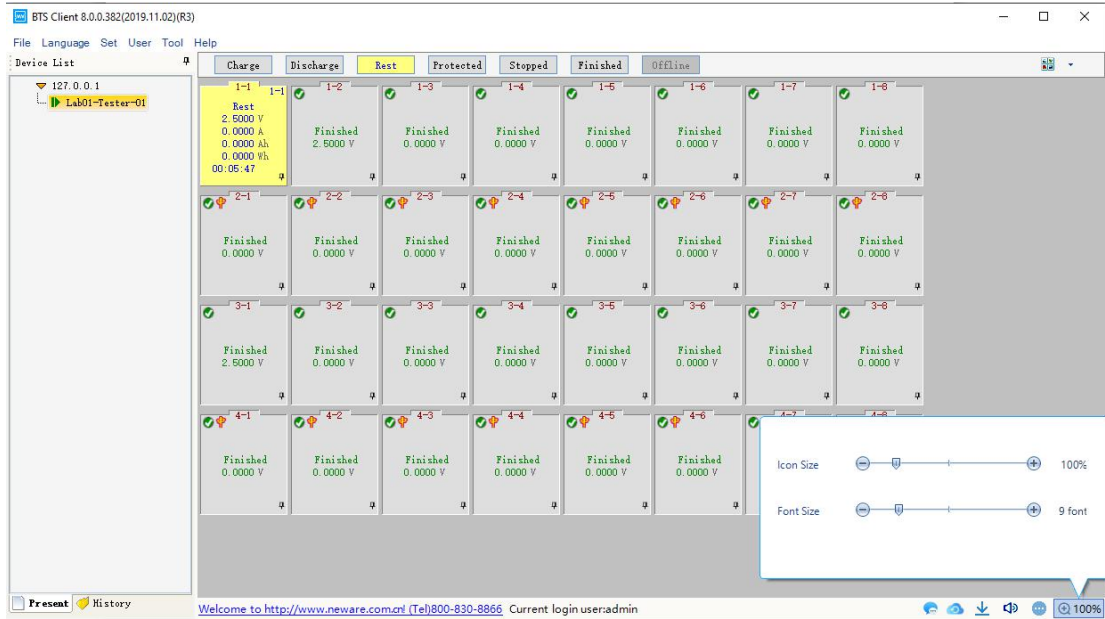 BTS Client 8.0.0.382(2019.11.02)(R3)
File Language Set User Tool Help
Device List
Charge Discharge Rest Protected Stopped Finished Offline
127.0.0.1
Lab01-Tester-01
1-1 1-1 1-2 1-3 1-4 1-5 1-6 1-7 1-8
Rest
2.5000 V
0.0000 A
0.0000 Ah
0.0000 Wh
00:05:47
Finished Finished Finished Finished Finished Finished Finished
2.5000 V 0.0000 V 0.0000 V 0.0000 V 0.0000 V 0.0000 V 0.0000 V
2-1 2-2 2-3 2-4 2-5 2-6 2-7 2-8
Finished Finished Finished Finished Finished Finished Finished Finished
0.0000 V 0.0000 V 0.0000 V 0.0000 V 0.0000 V 0.0000 V 0.0000 V 0.0000 V
3-1 3-2 3-3 3-4 3-5 3-6 3-7 3-8
Finished Finished Finished Finished Finished Finished Finished Finished
2.5000 V 0.0000 V 0.0000 V 0.0000 V 0.0000 V 0.0000 V 0.0000 V 0.0000 V
4-1 4-2 4-3 4-4 4-5 4-6 4-7 4-8
Finished Finished Finished Finished Finished Finished
0.0000 V 0.0000 V 0.0000 V 0.0000 V 0.0000 V 0.0000 V
Icon Size 100%
Font Size 9 font
Present History
Welcome to http://www.neware.com.cn! (Tel)800-830-8866 Current login user:admin
100%